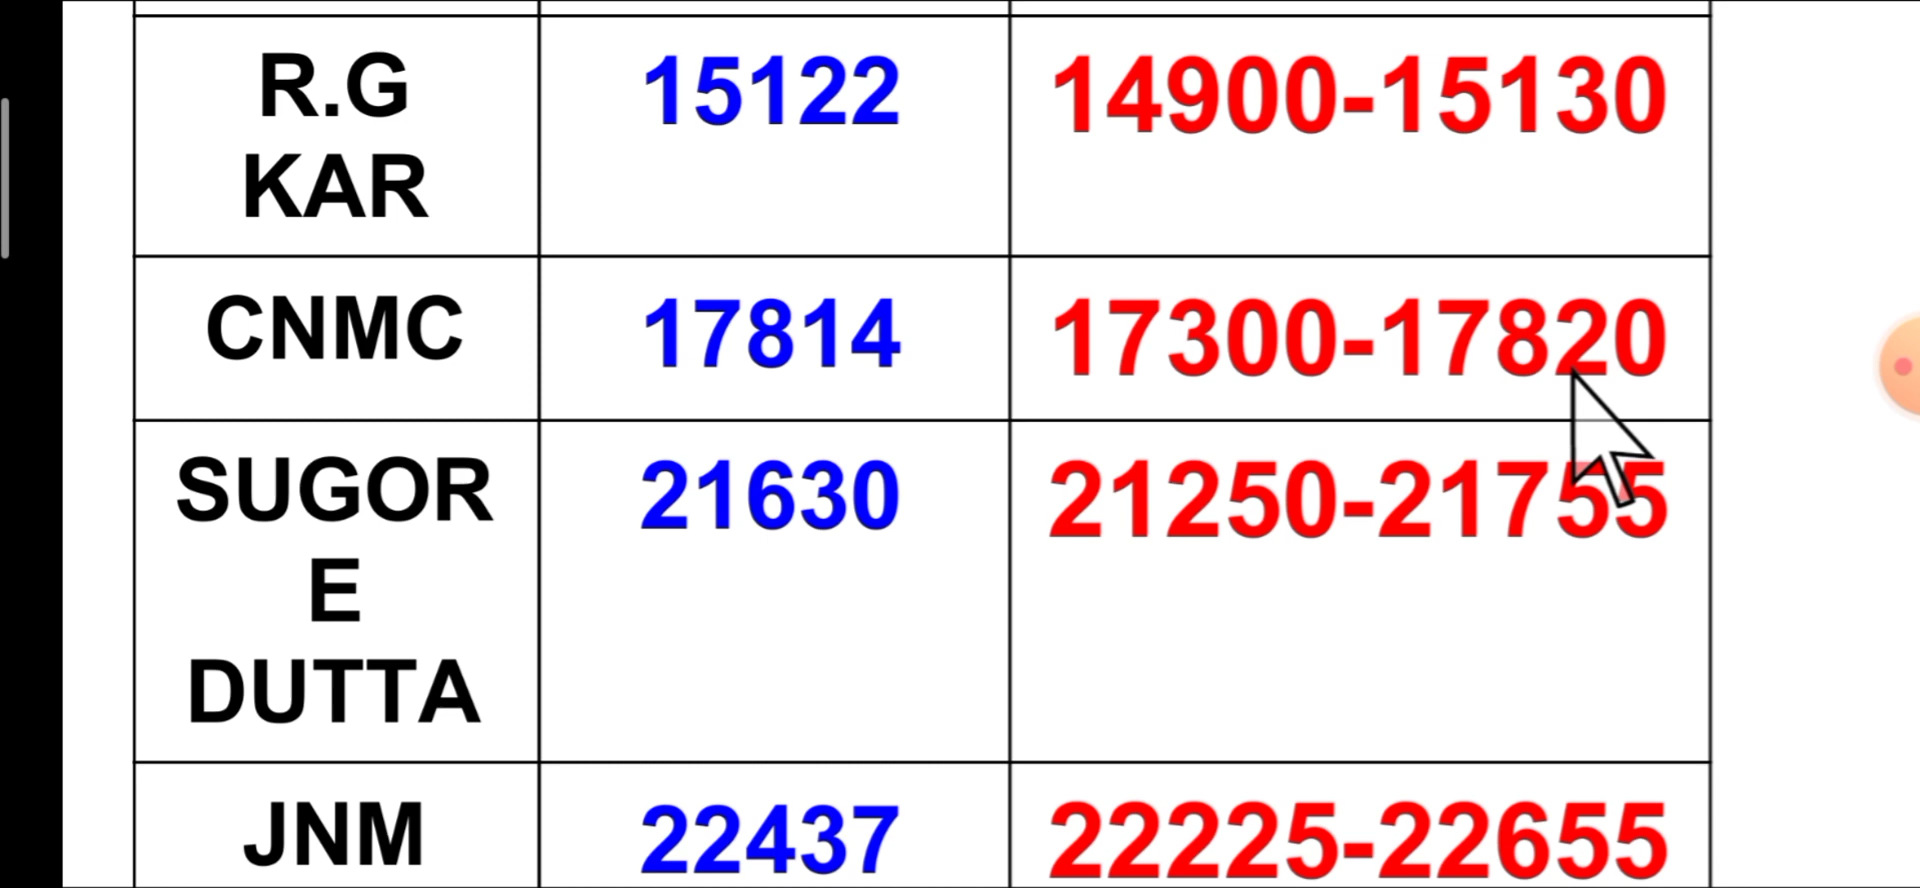 R.G
KAR
15122
14900-15130
CNMC
17814
17300-17820
SUGOR
E
DUTTA
21630
21250-21755
JNM
22437
22225-22655